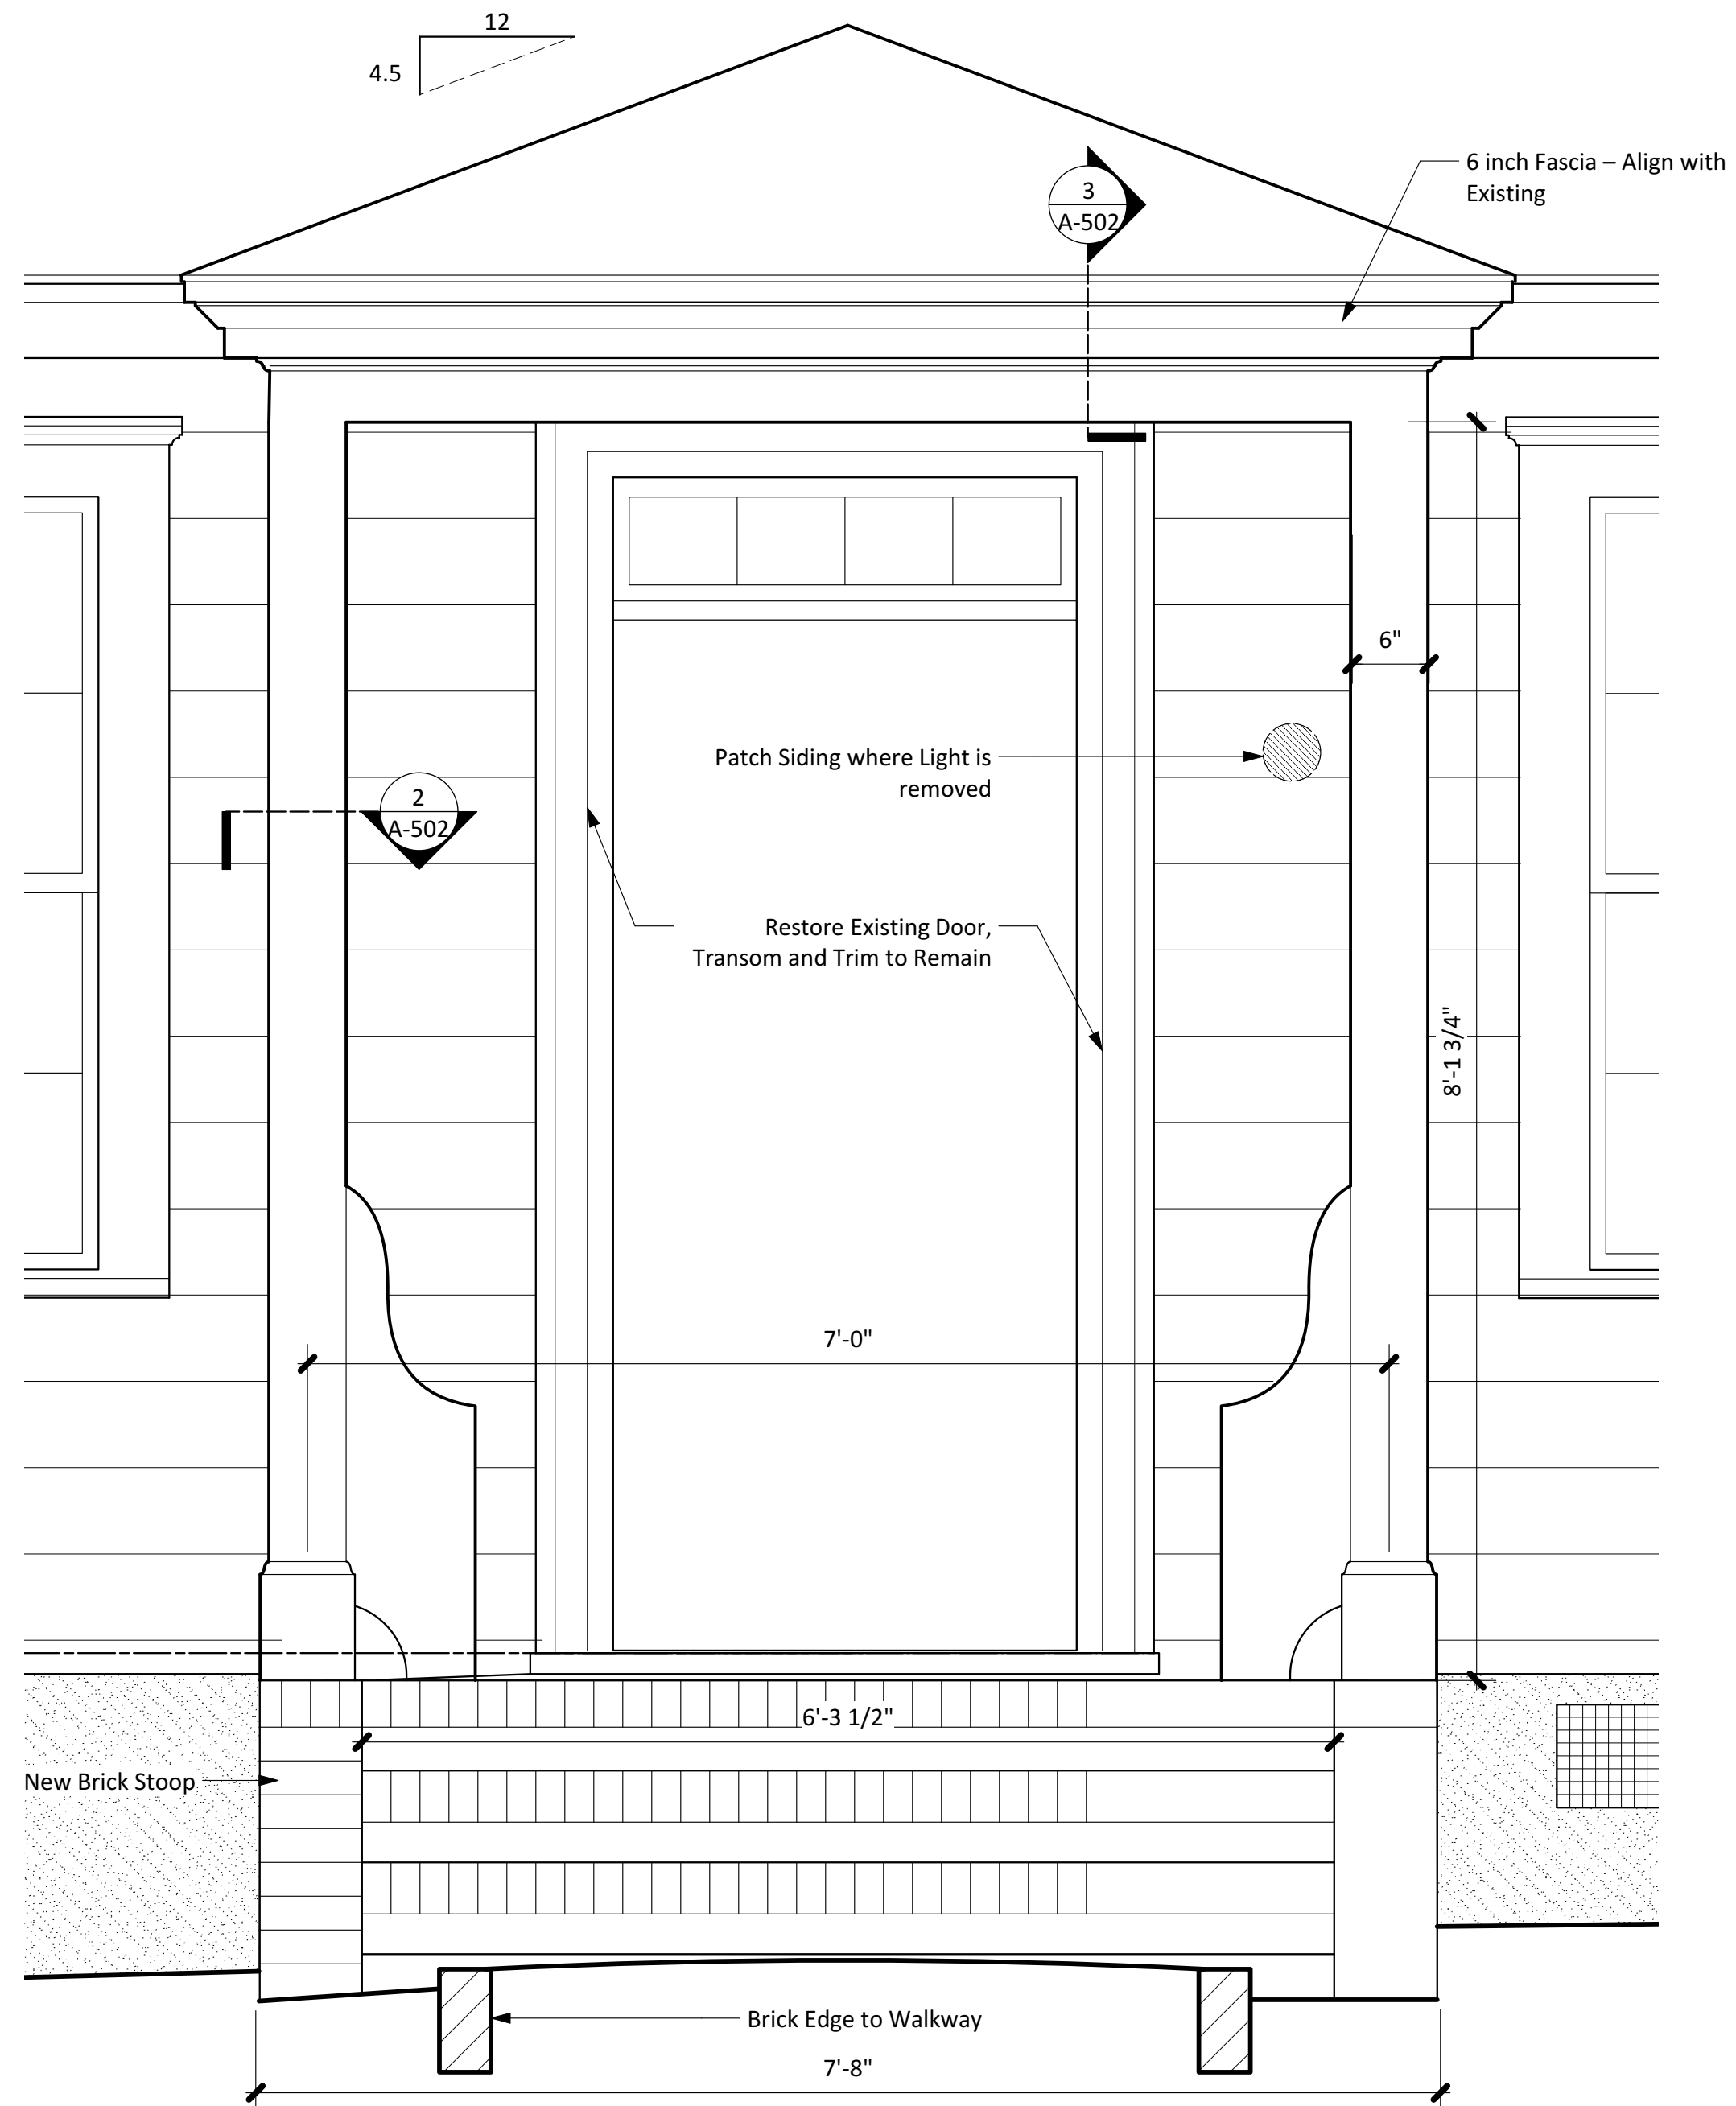 12
4.5
3
A-502
6 inch Fascia – Align with
Existing
6"
Patch Siding where Light is
removed
2
A-502
Restore Existing Door,
Transom and Trim to Remain
8'-1 3/4"
7'-0"
6'-3 1/2"
New Brick Stoop
Brick Edge to Walkway
7'-8"